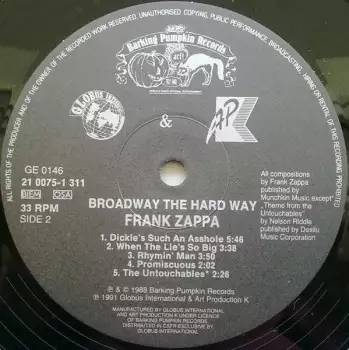 ALL RIGHTS OF THE PRODUCER AND OF THE OWNER OF THE RECORDED WORK RESERVED. UNAUTHORISED COPYING, PUBLIC PERFORMANCE, BROADCASTING, HIRING OR RENTAL OF THIS RECORD PROHIBITED.
Barking Pumpkin Records
GLOBUS INTERNATIONAL
&
AP
GE 0146
21 0075-1 311
BIEM OSA
33 RPM
SIDE 2
BROADWAY THE HARD WAY
FRANK ZAPPA
1. Dickie's Such An Asshole 5:46
2. When The Lie's So Big 3:38
3. Rhymin' Man 3:50
4. Promiscuous 2:02
5. The Untouchables* 2:26
All compositions
by Frank Zappa
published by
Munchkin Music except*
"Theme from the
Untouchables"
by Nelson Riddle
published by Desilu
Music Corporation
℗ & © 1988 Barking Pumpkin Records
℗ 1991 Globus International & Art Production K
MANUFACTURED BY GLOBUS INTERNATIONAL
AND ART PRODUCTION K UNDER LICENCE
OF BARKING PUMPKIN RECORDS
DISTRIBUTED IN CSFR EXCLUSIVE BY
GLOBUS INTERNATIONAL